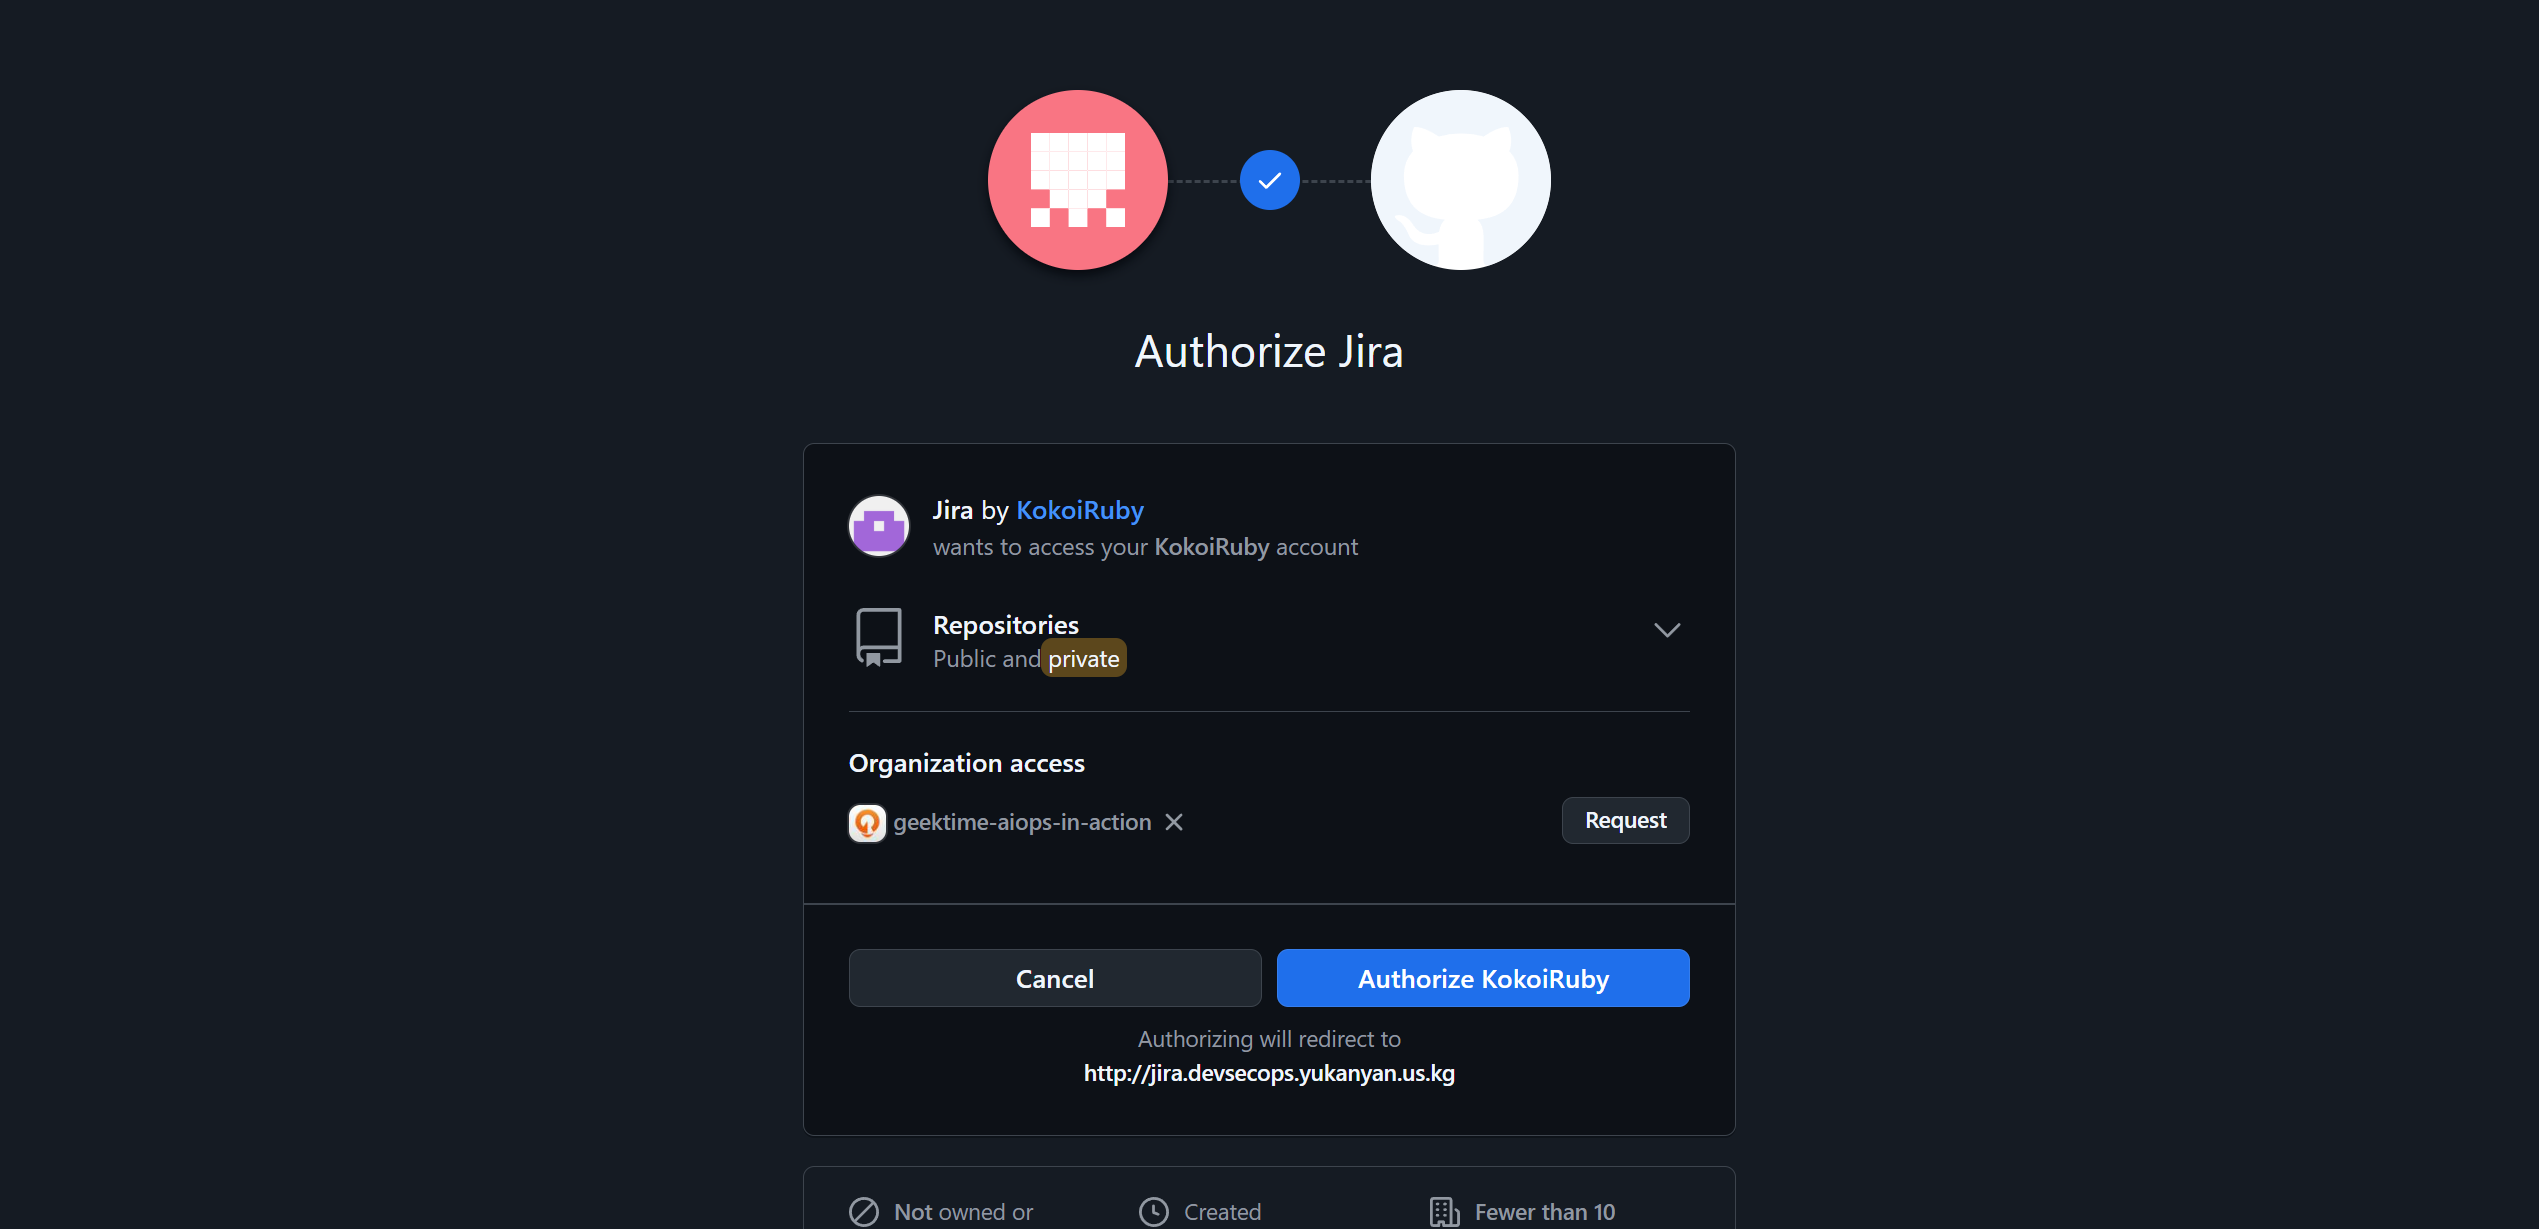 Authorize Jira
Jira by KokoiRuby
wants to access your KokoiRuby account
Repositories
Public and private
Organization access
geektime-aiops-in-action
Request
Cancel
Authorize KokoiRuby
Authorizing will redirect to
http://jira.devsecops.yukanyan.us.kg
Not owned or
Created
Fewer than 10